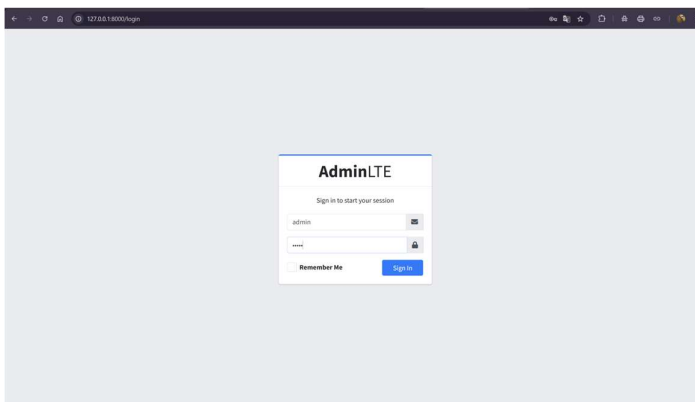 127.0.0.1:8000/login
AdminLTE
Sign in to start your session
admin
•••••
Remember Me
Sign In